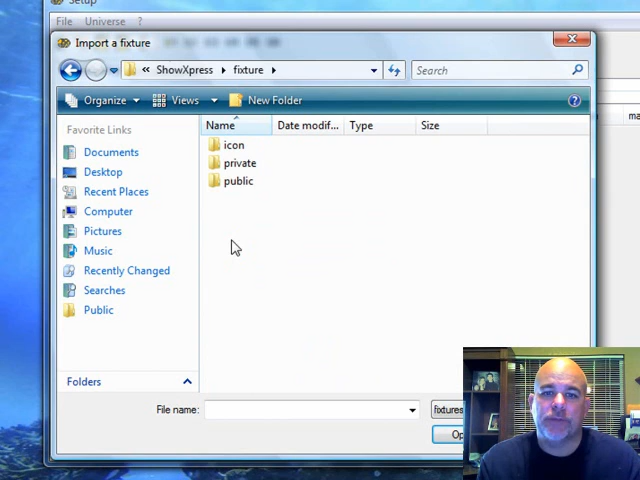 Setup
File Universe ?
Import a fixture
« ShowXpress fixture
Search
Organize Views New Folder
Favorite Links
Name Date modif... Type Size
Documents
Desktop
Recent Places
Computer
Pictures
Music
Recently Changed
Searches
Public
icon
private
public
ma
Folders
File name:
fixtures
Op